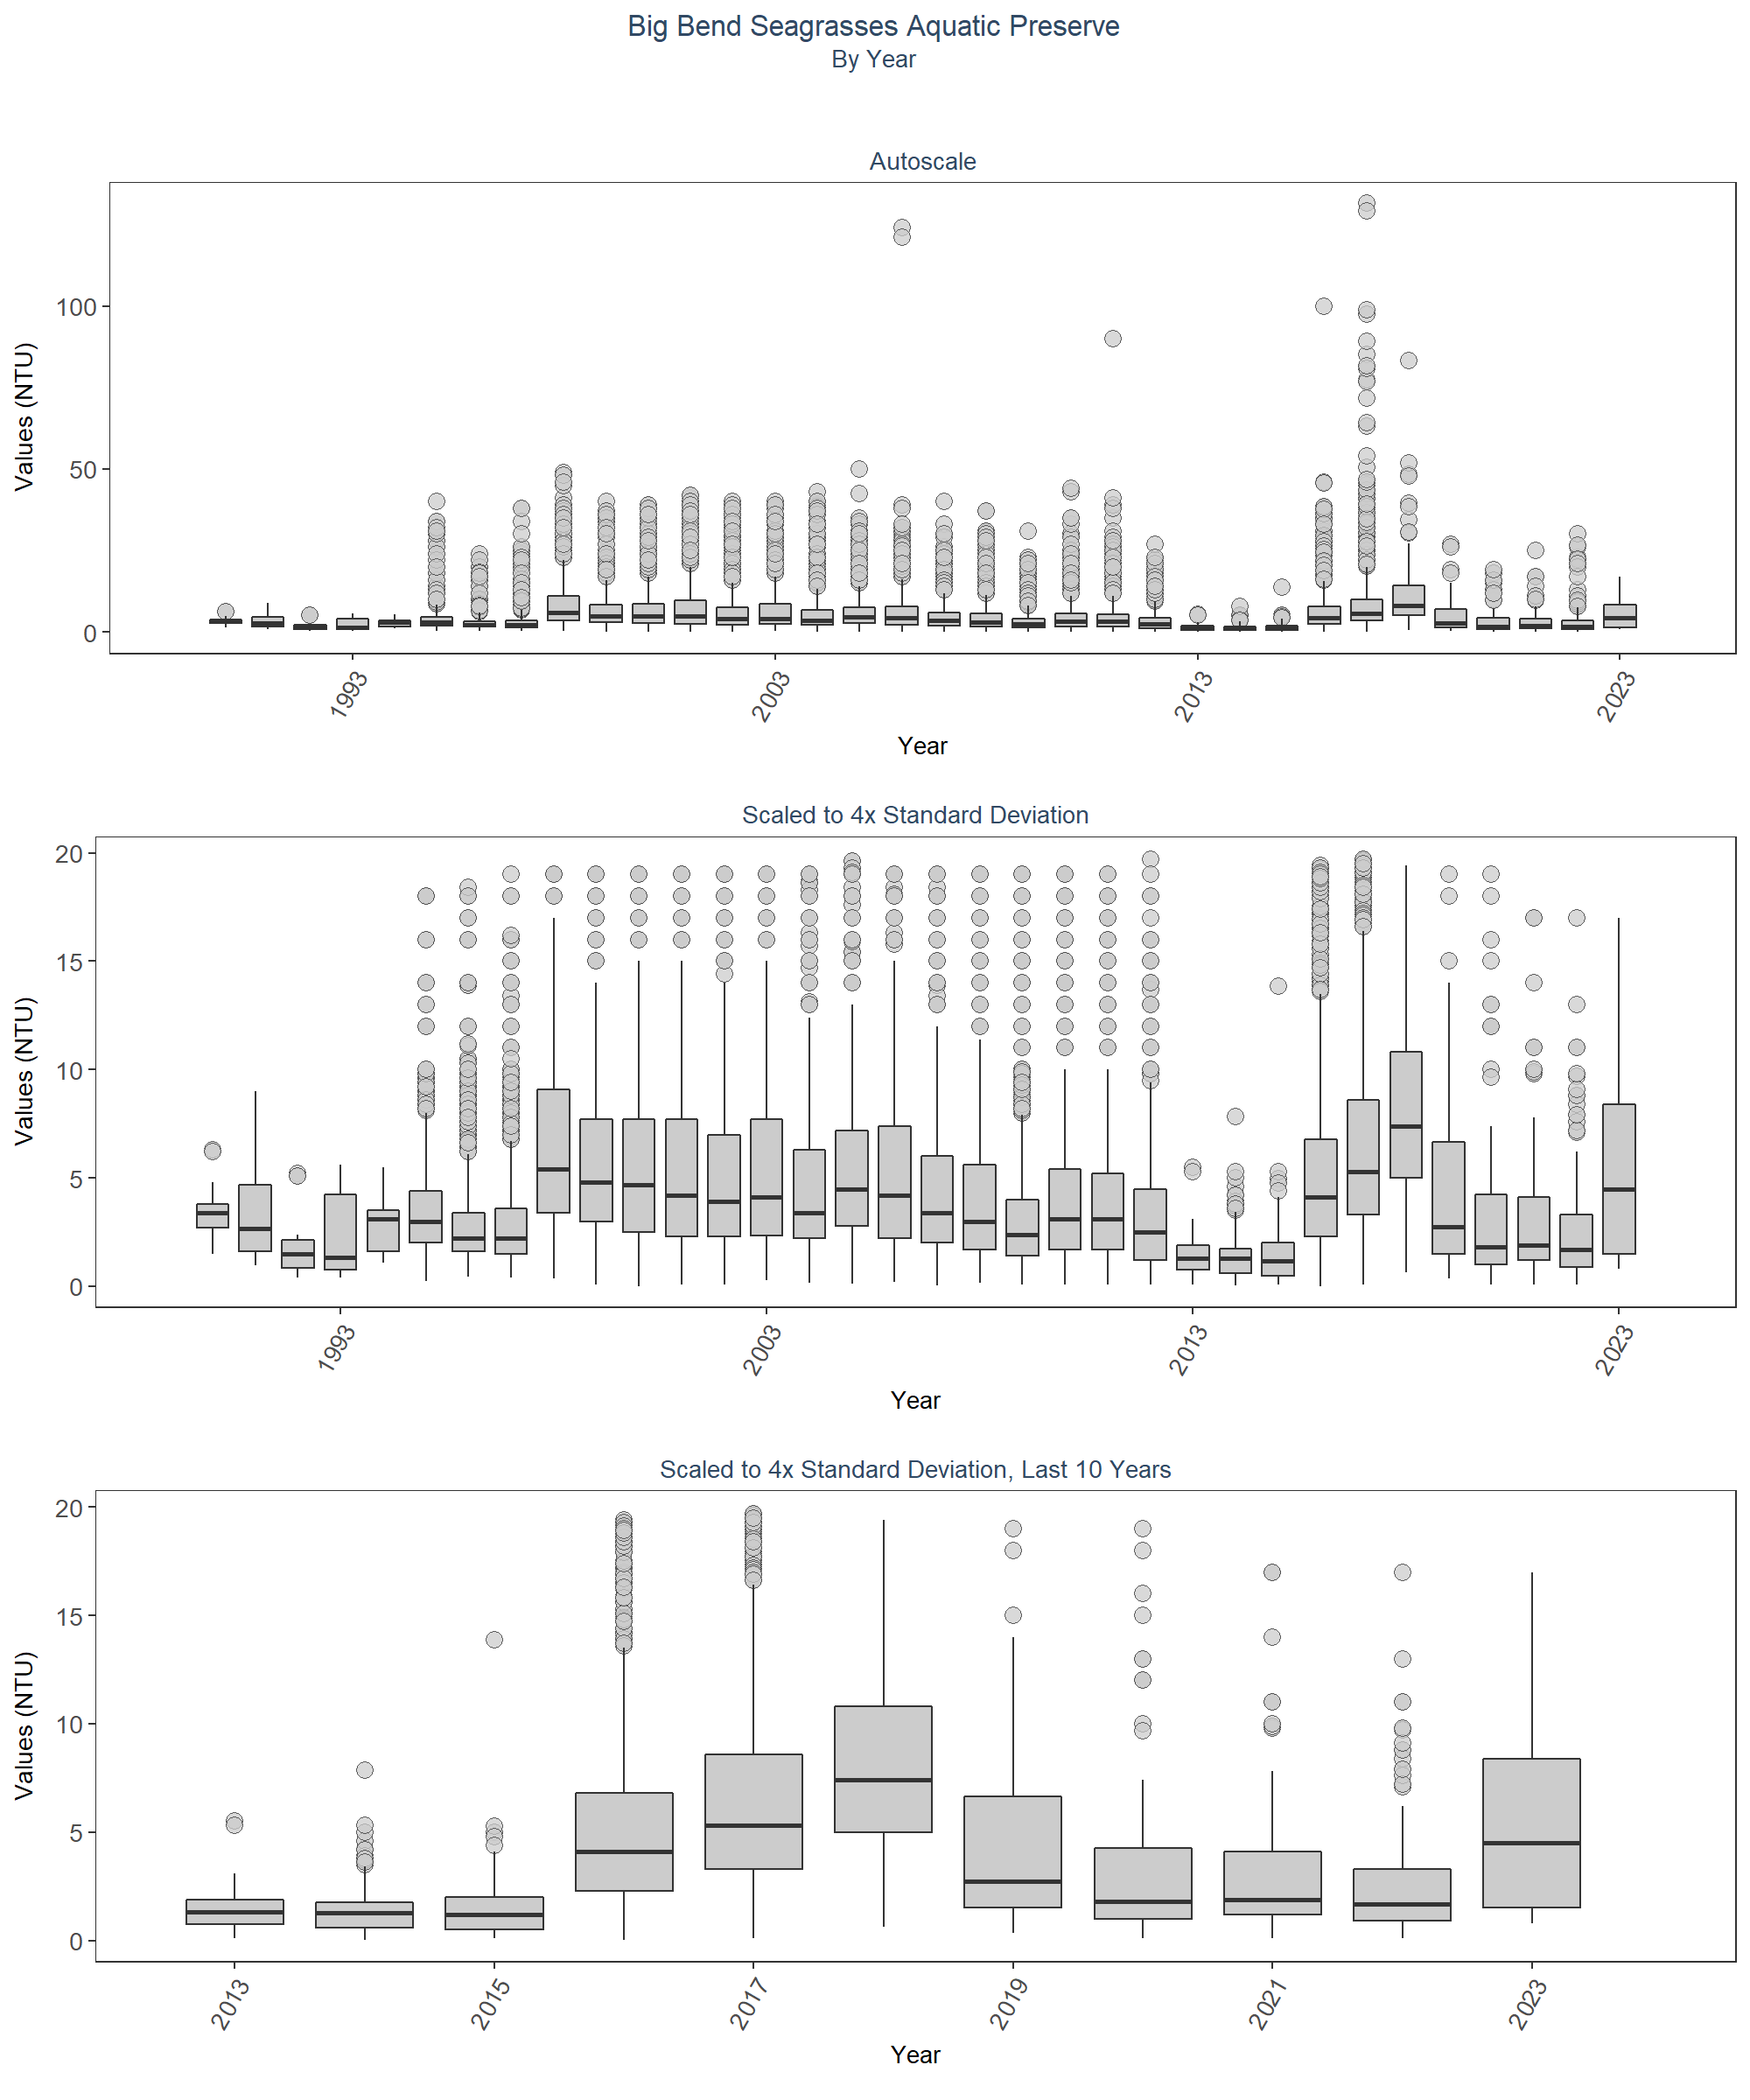 Big Bend Seagrasses Aquatic Preserve
By Year
Autoscale
Values (NTU)
100
50
0
1993
2003
2013
2023
Year
Scaled to 4x Standard Deviation
Values (NTU)
20
15
10
5
0
1993
2003
2013
2023
Year
Scaled to 4x Standard Deviation, Last 10 Years
Values (NTU)
20
15
10
5
0
2013
2015
2017
2019
2021
2023
Year